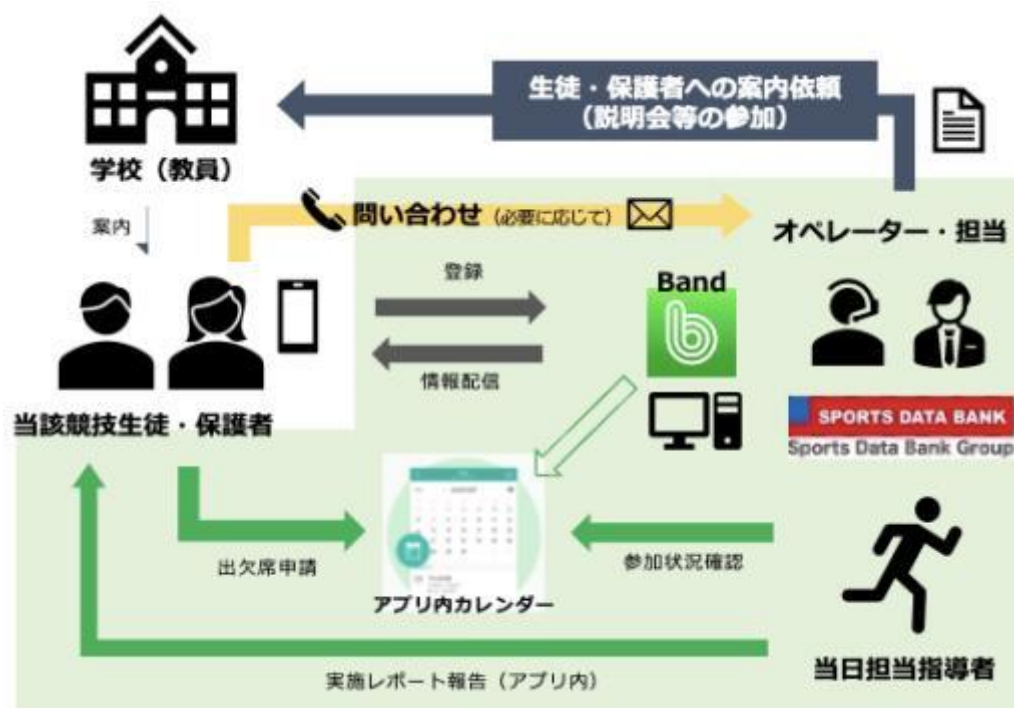 生徒・保護者への案内依頼
（説明会等の参加）
学校（教員）
案内
問い合わせ（必要に応じて）
オペレーター・担当
登録
Band
情報配信
当該競技生徒・保護者
SPORTS DATA BANK
Sports Data Bank Group
出欠席申請
参加状況確認
アプリ内カレンダー
当日担当指導者
実施レポート報告（アプリ内）